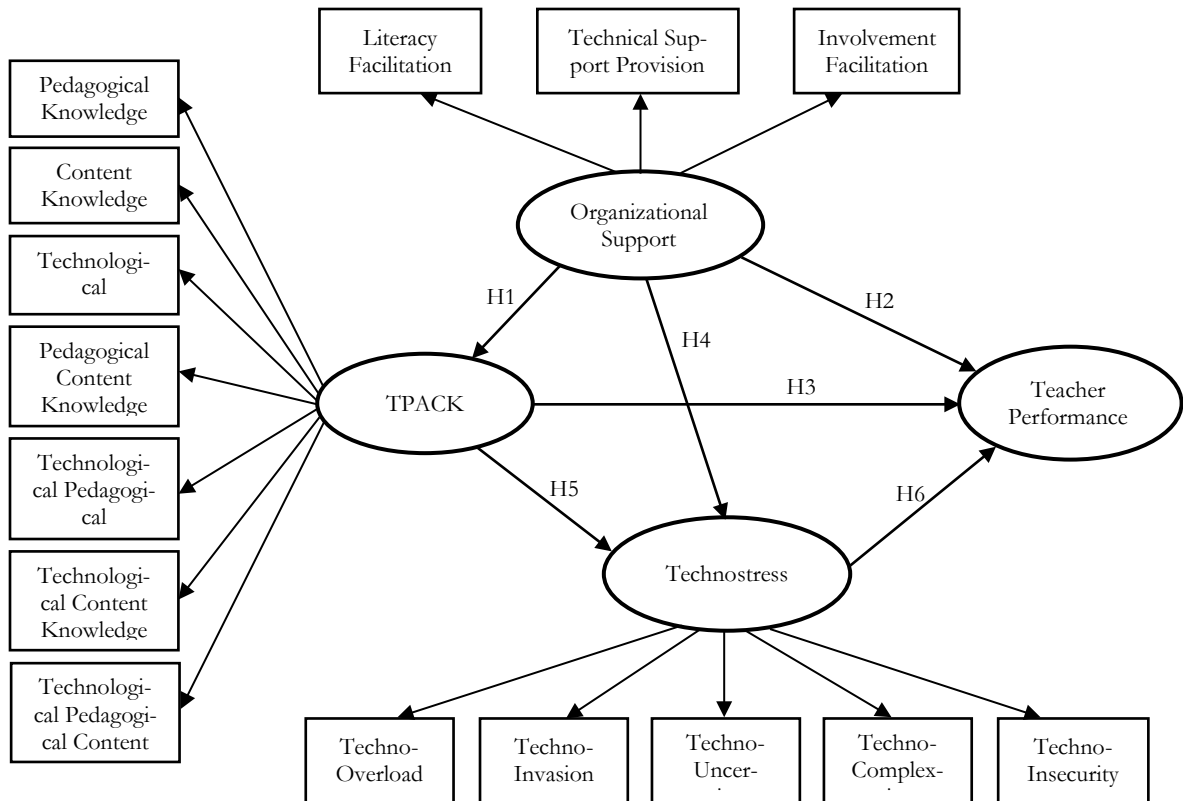 Literacy
Facilitation
Technical Sup-
port Provision
Involvement
Facilitation
Pedagogical
Knowledge
Content
Knowledge
Technologi-
cal
Pedagogical
Content
Knowledge
Technologi-
cal Pedagogi-
cal
Technologi-
cal Content
Knowledge
Technologi-
cal Pedagogi-
cal Content
Organizational
Support
H1
H2
H4
H3
TPACK
Teacher
Performance
H5
H6
Technostress
Techno-
Overload
Techno-
Invasion
Techno-
Uncer-
Techno-
Complex-
Techno-
Insecurity